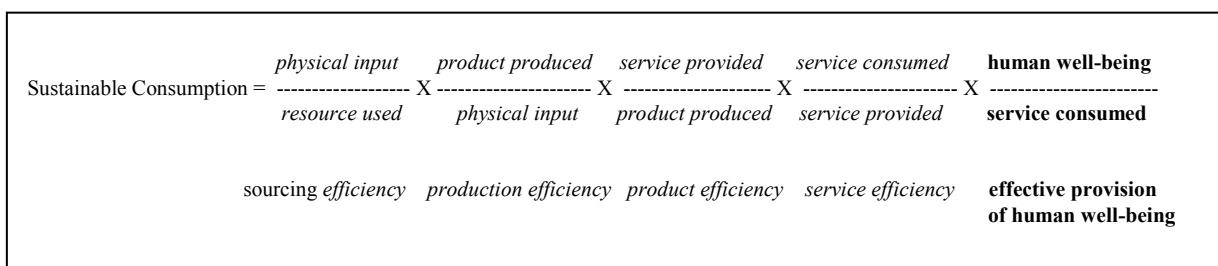 physical input product produced service provided service consumed human well-being
Sustainable Consumption = ------------------- X ---------------------- X --------------------- X ---------------------- X ------------------------
resource used physical input product produced service provided service consumed
sourcing efficiency production efficiency product efficiency service efficiency effective provision
of human well-being